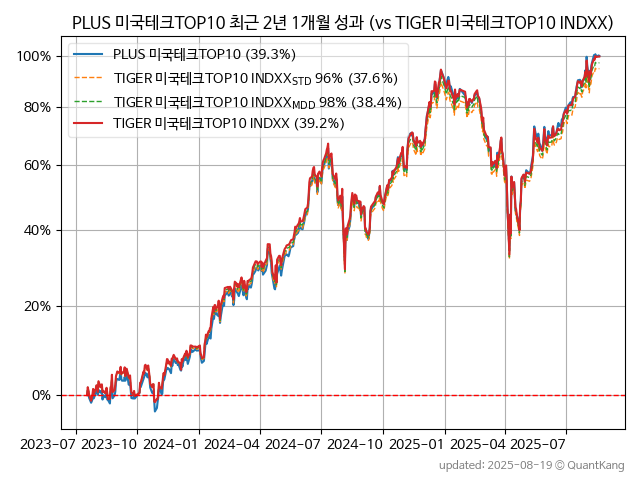 PLUS 미국테크TOP10 최근 2년 1개월 성과 (vs TIGER 미국테크TOP10 INDXX)
PLUS 미국테크TOP10 (39.3%)
TIGER 미국테크TOP10 INDXX STD 96% (37.6%)
TIGER 미국테크TOP10 INDXX MDD 98% (38.4%)
TIGER 미국테크TOP10 INDXX (39.2%)
100%
80%
60%
40%
20%
0%
2023-07 2023-10 2024-01 2024-04 2024-07 2024-10 2025-01 2025-04 2025-07
updated: 2025-08-19 © QuantKang